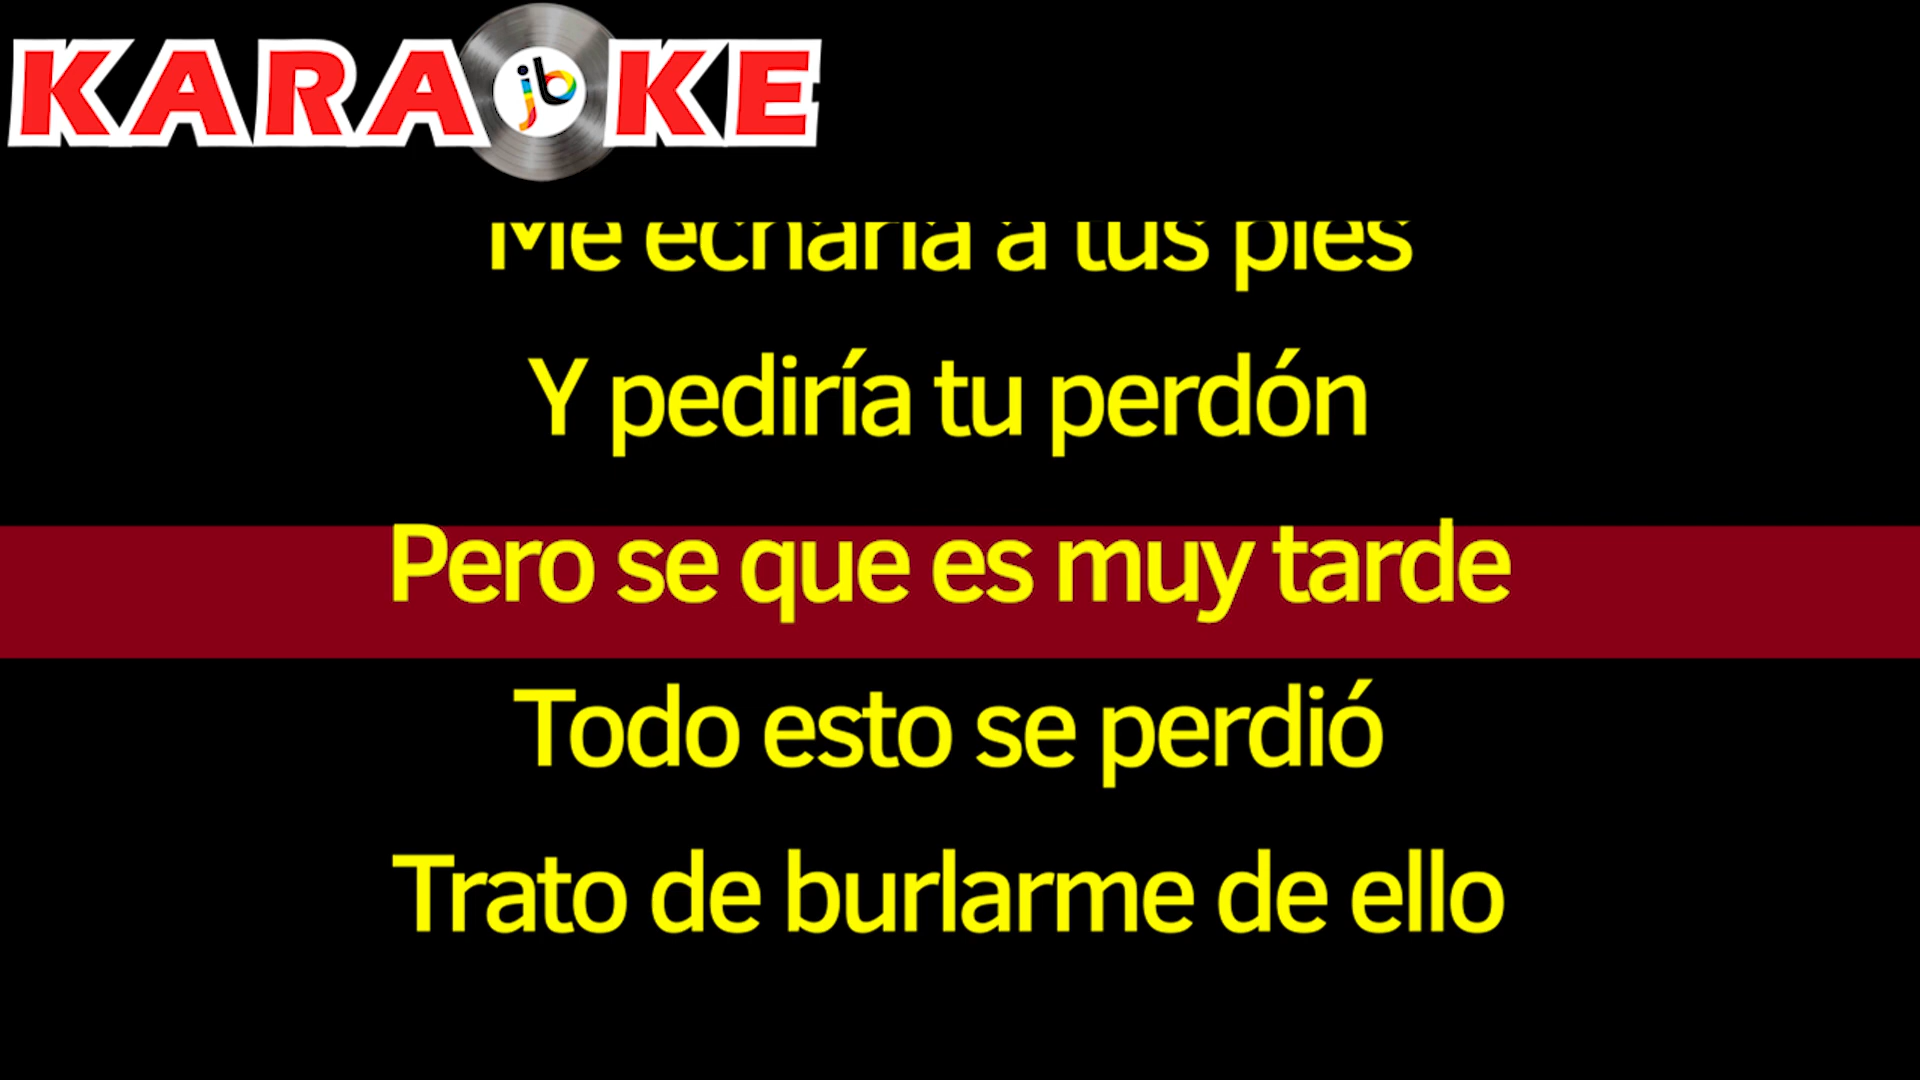 KARAOKE
jb
Me echaría a tus pies
Y pediría tu perdón
Pero se que es muy tarde
Todo esto se perdió
Trato de burlarme de ello